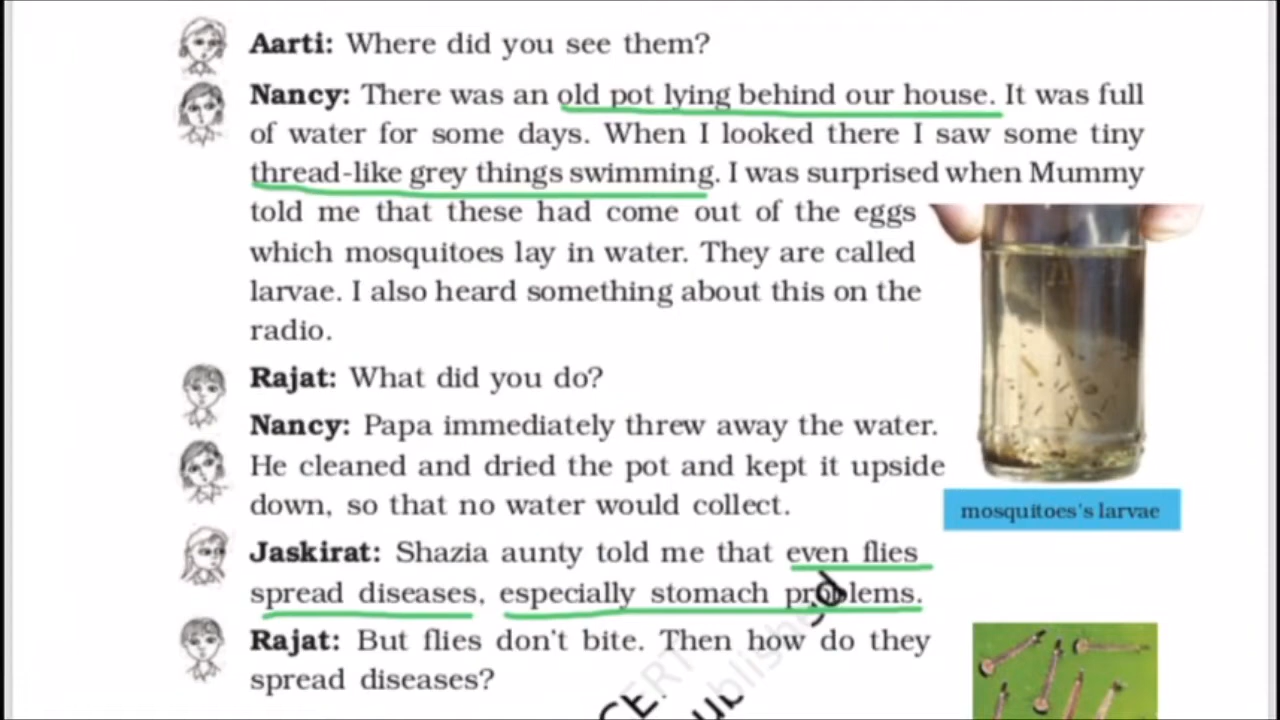 Aarti: Where did you see them?
Nancy: There was an old pot lying behind our house. It was full
of water for some days. When I looked there I saw some tiny
thread-like grey things swimming. I was surprised when Mummy
told me that these had come out of the eggs
which mosquitoes lay in water. They are called
larvae. I also heard something about this on the
radio.
Rajat: What did you do?
Nancy: Papa immediately threw away the water.
He cleaned and dried the pot and kept it upside
down, so that no water would collect.
mosquitoes's larvae
Jaskirat: Shazia aunty told me that even flies
spread diseases, especially stomach problems.
Rajat: But flies don't bite. Then how do they
spread diseases?